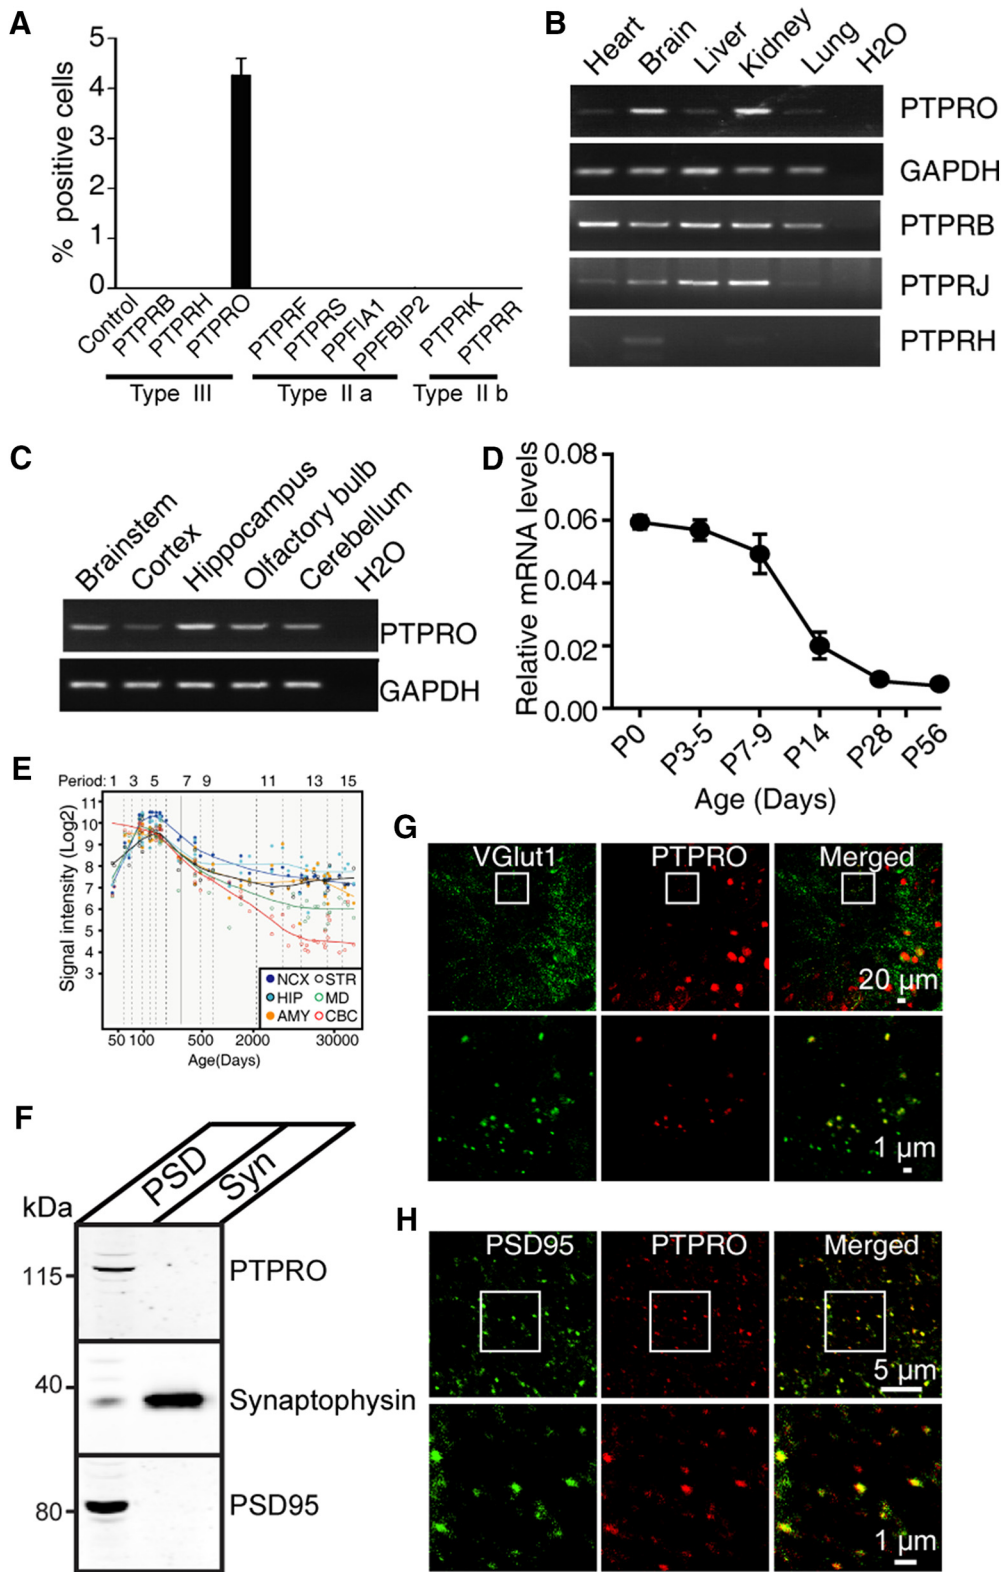 A
5
4
3
2
1
0
% positive cells
Control
PTPRB
PTPRH
PTPRO
PTPRF
PTPRS
PPFIA1
PPFBIP2
PTPRK
PTPRR
Type III
Type II a
Type II b
B
Heart
Brain
Liver
Kidney
Lung
H2O
PTPRO
GAPDH
PTPRB
PTPRJ
PTPRH
C
Brainstem
Cortex
Hippocampus
Olfactory bulb
Cerebellum
H2O
PTPRO
GAPDH
D
Relative mRNA levels
0.08
0.06
0.04
0.02
0.00
P0
P3-5
P7-9
P14
P28
P56
Age (Days)
E
Period: 1 3 5 7 9 11 13 15
Signal intensity (Log2)
11
10
9
8
7
6
5
4
3
NCX
STR
HIP
MD
AMY
CBC
50 100 500 2000 30000
Age(Days)
F
PSD
Syn
kDa
115
PTPRO
40
Synaptophysin
80
PSD95
G
VGlut1
PTPRO
Merged
20 µm
1 µm
H
PSD95
PTPRO
Merged
5 µm
1 µm